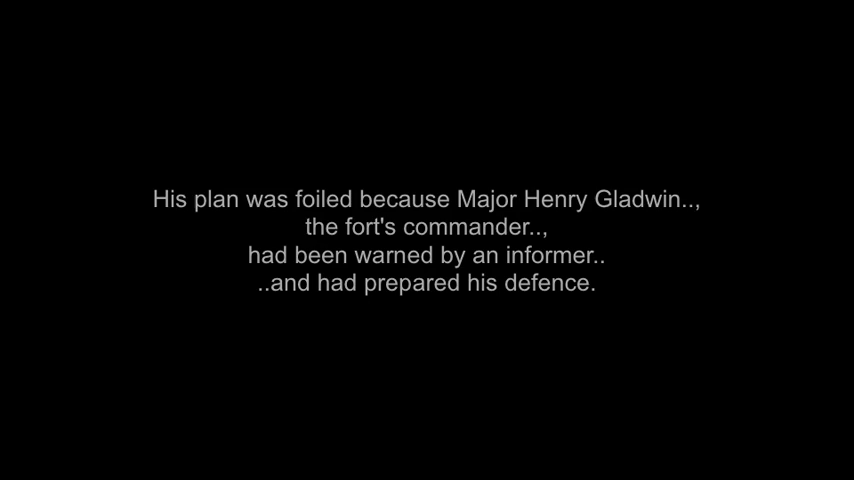 His plan was foiled because Major Henry Gladwin..,
the fort's commander..,
had been warned by an informer..
..and had prepared his defence.